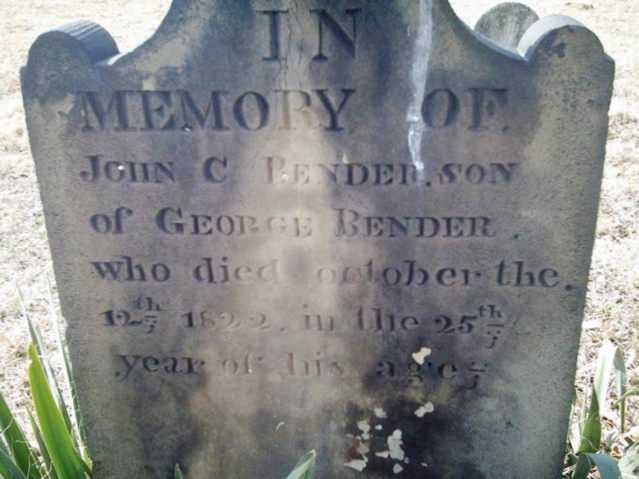 IN
MEMORY OF
JOHN C BENDER. SON
of GEORGE BENDER.
who died october the.
12th 1822. in the 25th
year of his age